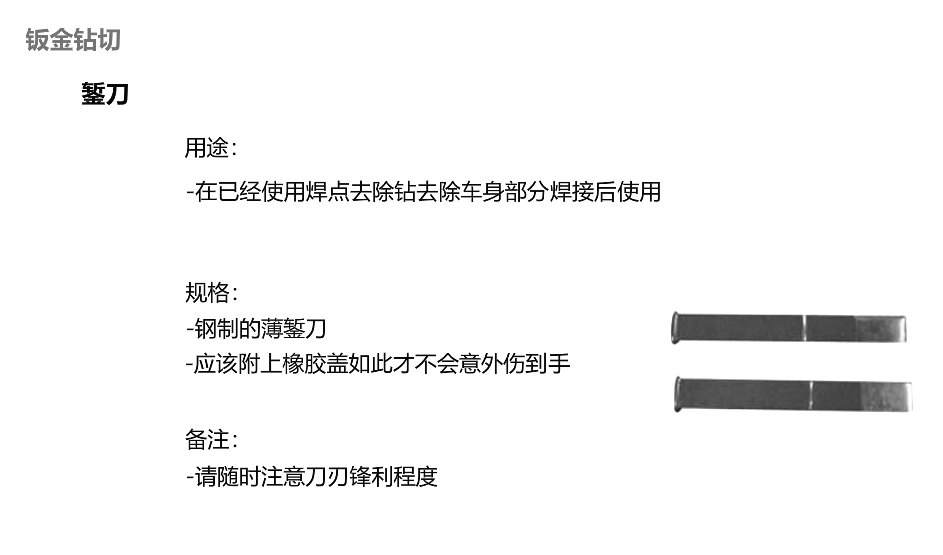 钣金钻切
錾刀
用途：
-在已经使用焊点去除钻去除车身部分焊接后使用
规格：
-钢制的薄錾刀
-应该附上橡胶盖如此才不会意外伤到手
备注：
-请随时注意刀刃锋利程度